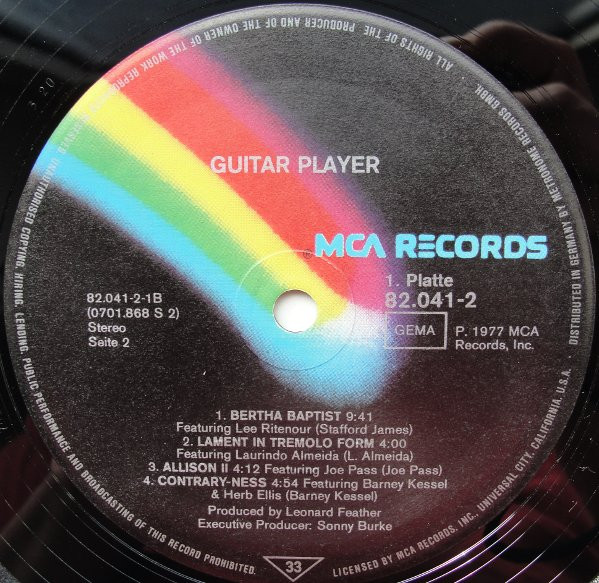 ALL RIGHTS OF THE PRODUCER AND OF THE OWNER OF THE WORK REPRODUCED RESERVED. UNAUTHORISED COPYING, HIRING, LENDING, PUBLIC PERFORMANCE AND BROADCASTING OF THIS RECORD PROHIBITED.
GUITAR PLAYER
MCA RECORDS
1. Platte
82.041-2
82.041-2-1B
(0701.868 S 2)
Stereo
Seite 2
GEMA
P. 1977 MCA
Records, Inc.
1. BERTHA BAPTIST 9:41
Featuring Lee Ritenour (Stafford James)
2. LAMENT IN TREMOLO FORM 4:00
Featuring Laurindo Almeida (L. Almeida)
3. ALLISON II 4:12 Featuring Joe Pass (Joe Pass)
4. CONTRARY-NESS 4:54 Featuring Barney Kessel
& Herb Ellis (Barney Kessel)
Produced by Leonard Feather
Executive Producer: Sonny Burke
33
LICENSED BY MCA RECORDS, INC. UNIVERSAL CITY, CALIFORNIA, U.S.A. · DISTRIBUTED IN GERMANY BY METRONOME RECORDS GMBH.